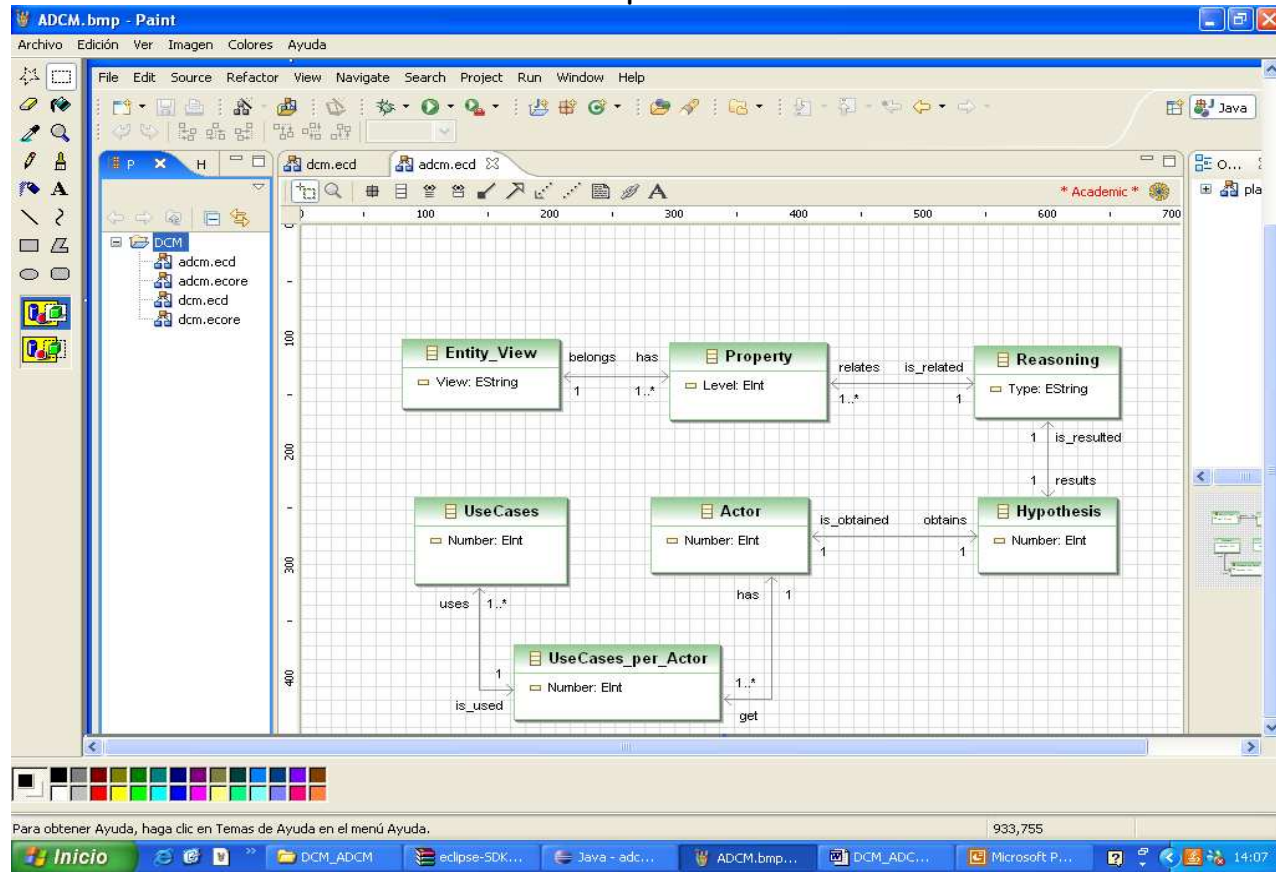 ADCM.bmp - Paint
Archivo Edición Ver Imagen Colores Ayuda
File Edit Source Refactor View Navigate Search Project Run Window Help
Java
P H
dcm.ecd adcm.ecd
O...
* Academic *
pla
0 100 200 300 400 500 600 700
DCM
adcm.ecd
adcm.ecore
dcm.ecd
dcm.ecore
0
100
200
300
400
Entity_View
View: EString
belongs has
1 1..*
Property
Level: EInt
relates is_related
1..* 1
Reasoning
Type: EString
1 is_resulted
1 results
UseCases
Number: EInt
Actor
Number: EInt
is_obtained obtains
1 1
Hypothesis
Number: EInt
uses 1..*
has 1
UseCases_per_Actor
Number: EInt
1
is_used
1..*
get
Para obtener Ayuda, haga clic en Temas de Ayuda en el menú Ayuda.
933,755
Inicio
DCM_ADCM
eclipse-SDK...
Java - adc...
ADCM.bmp...
DCM_ADC...
Microsoft P...
14:07